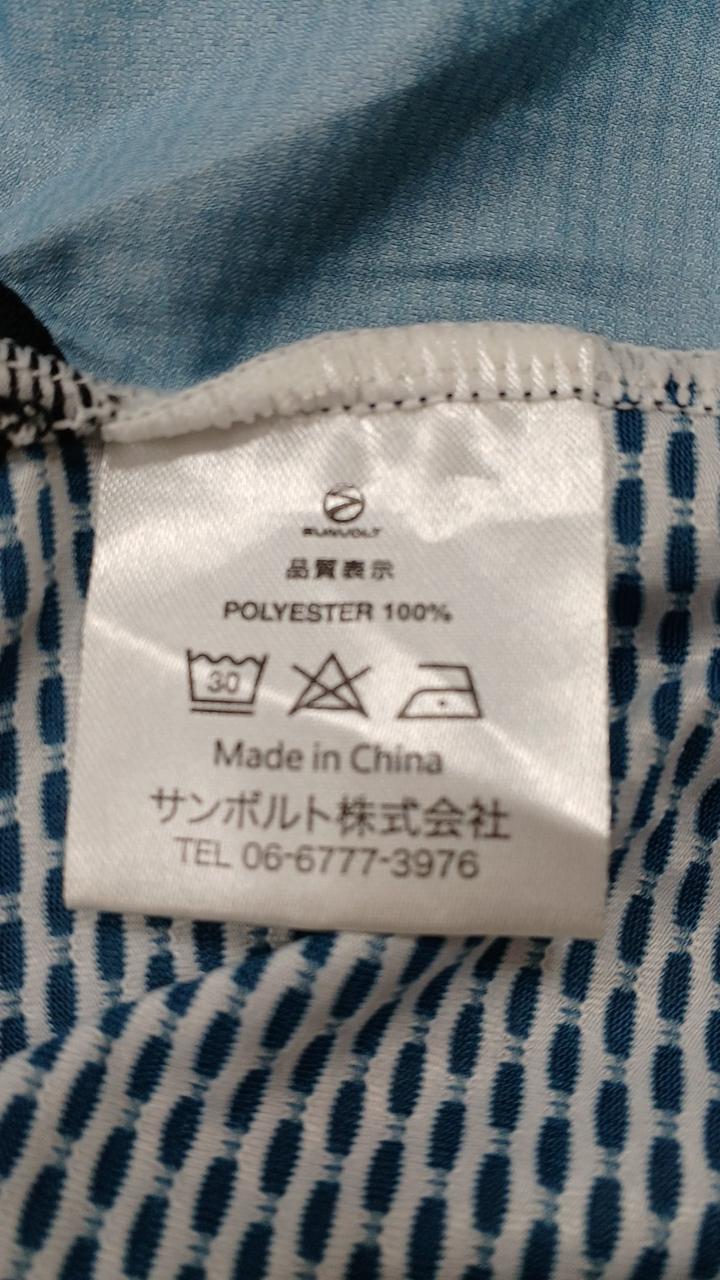 SUNVOLT
品質表示
POLYESTER 100%
30
Made in China
サンボルト株式会社
TEL 06-6777-3976